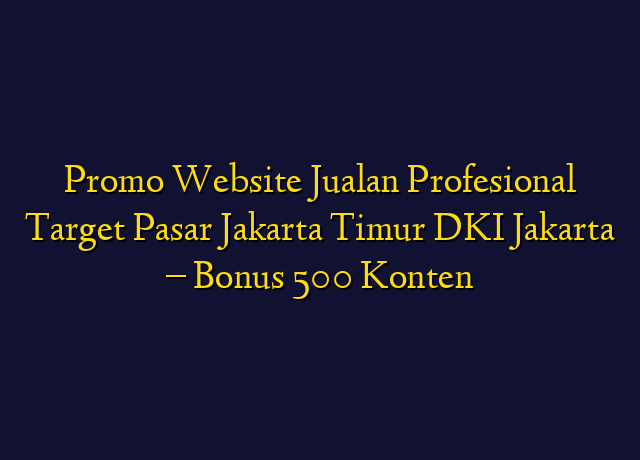 Promo Website Jualan Profesional
Target Pasar Jakarta Timur DKI Jakarta
– Bonus 500 Konten